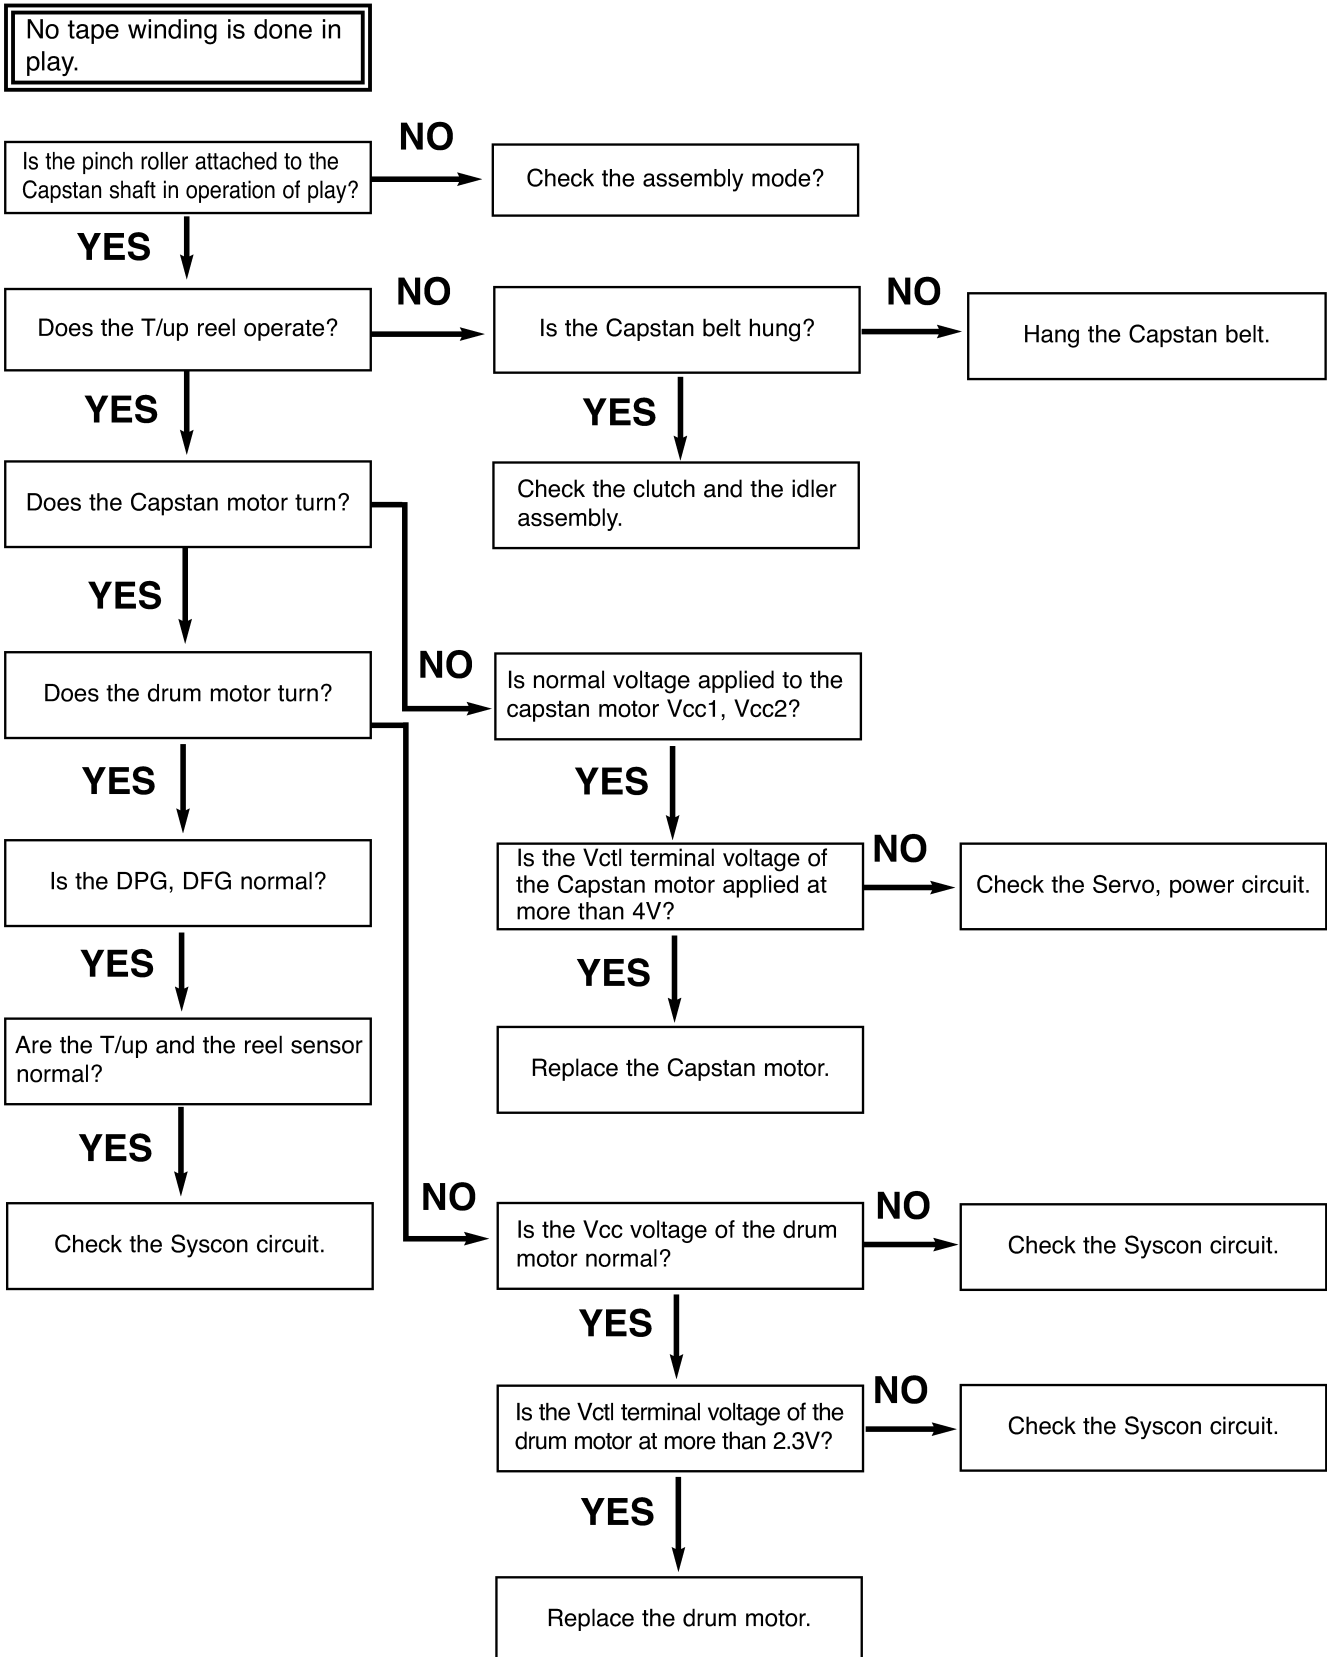 No tape winding is done in
play.
NO
Is the pinch roller attached to the
Capstan shaft in operation of play?
Check the assembly mode?
YES
NO
NO
Does the T/up reel operate?
Is the Capstan belt hung?
Hang the Capstan belt.
YES
YES
Does the Capstan motor turn?
Check the clutch and the idler
assembly.
YES
NO
Does the drum motor turn?
Is normal voltage applied to the
capstan motor Vcc1, Vcc2?
YES
YES
NO
Is the DPG, DFG normal?
Is the Vctl terminal voltage of
the Capstan motor applied at
more than 4V?
Check the Servo, power circuit.
YES
YES
Are the T/up and the reel sensor
normal?
Replace the Capstan motor.
YES
NO
NO
Check the Syscon circuit.
Is the Vcc voltage of the drum
motor normal?
Check the Syscon circuit.
YES
NO
Is the Vctl terminal voltage of the
drum motor at more than 2.3V?
Check the Syscon circuit.
YES
Replace the drum motor.